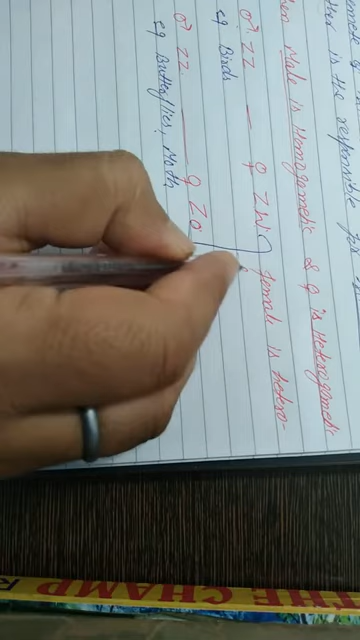 ther is the responsible for
Male is Homogametic & ♀ is Heterogametic
♂ ZZ — ♀ ZW female is hetero-
eg Birds
♂ ZZ — ♀ ZO
eg Butterflies, Moth
THE CHAMP